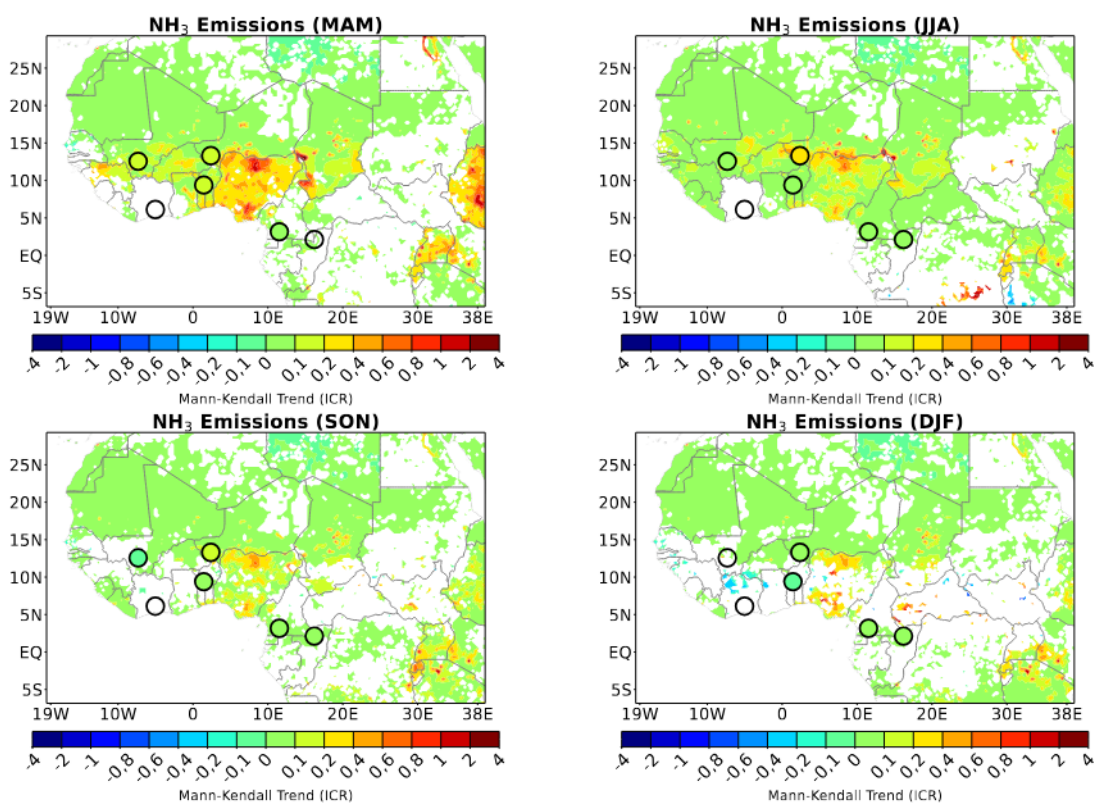 NH₃ Emissions (MAM)
25N
20N
15N
10N
5N
EQ
5S
19W 10W 0 10E 20E 30E 38E
-4 -2 -1 -0,8 -0,6 -0,4 -0,2 -0,1 0 0,1 0,2 0,4 0,6 0,8 1 2 4
Mann-Kendall Trend (ICR)
NH₃ Emissions (JJA)
25N
20N
15N
10N
5N
EQ
5S
19W 10W 0 10E 20E 30E 38E
-4 -2 -1 -0,8 -0,6 -0,4 -0,2 -0,1 0 0,1 0,2 0,4 0,6 0,8 1 2 4
Mann-Kendall Trend (ICR)
NH₃ Emissions (SON)
25N
20N
15N
10N
5N
EQ
5S
19W 10W 0 10E 20E 30E 38E
-4 -2 -1 -0,8 -0,6 -0,4 -0,2 -0,1 0 0,1 0,2 0,4 0,6 0,8 1 2 4
Mann-Kendall Trend (ICR)
NH₃ Emissions (DJF)
25N
20N
15N
10N
5N
EQ
5S
19W 10W 0 10E 20E 30E 38E
-4 -2 -1 -0,8 -0,6 -0,4 -0,2 -0,1 0 0,1 0,2 0,4 0,6 0,8 1 2 4
Mann-Kendall Trend (ICR)